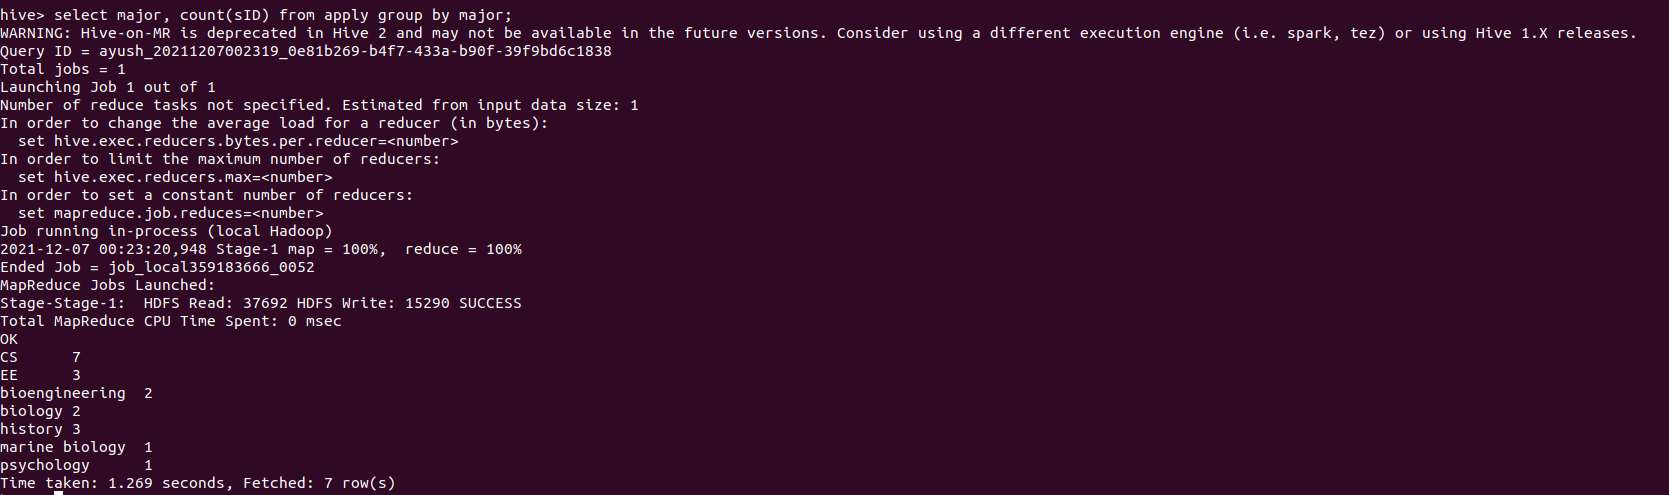 hive> select major, count(sID) from apply group by major;
WARNING: Hive-on-MR is deprecated in Hive 2 and may not be available in the future versions. Consider using a different execution engine (i.e. spark, tez) or using Hive 1.X releases.
Query ID = ayush_20211207002319_0e81b269-b4f7-433a-b90f-39f9bd6c1838
Total jobs = 1
Launching Job 1 out of 1
Number of reduce tasks not specified. Estimated from input data size: 1
In order to change the average load for a reducer (in bytes):
  set hive.exec.reducers.bytes.per.reducer=<number>
In order to limit the maximum number of reducers:
  set hive.exec.reducers.max=<number>
In order to set a constant number of reducers:
  set mapreduce.job.reduces=<number>
Job running in-process (local Hadoop)
2021-12-07 00:23:20,948 Stage-1 map = 100%,  reduce = 100%
Ended Job = job_local359183666_0052
MapReduce Jobs Launched:
Stage-Stage-1:  HDFS Read: 37692 HDFS Write: 15290 SUCCESS
Total MapReduce CPU Time Spent: 0 msec
OK
CS	7
EE	3
bioengineering	2
biology	2
history	3
marine biology	1
psychology	1
Time taken: 1.269 seconds, Fetched: 7 row(s)